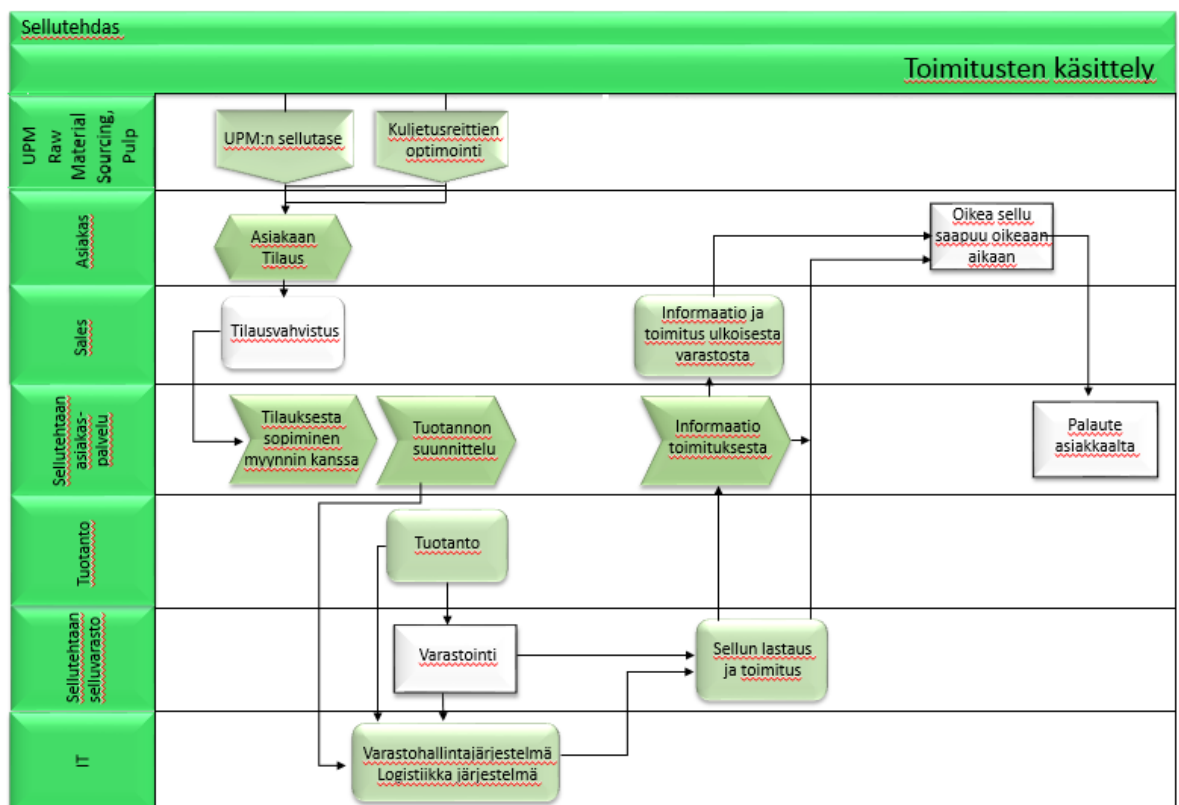 Sellutehdas
Toimitusten käsittely
UPM
Raw
Material
Sourcing,
Pulp
UPM:n sellutase
Kuljetusreittien
optimointi
Asiakas
Asiakaan
Tilaus
Oikea sellu
saapuu oikeaan
aikaan
Sales
Tilausvahvistus
Informaatio ja
toimitus ulkoisesta
varastosta
Sellutehtaan
asiakas-
palvelu
Tilauksesta
sopiminen
myynnin kanssa
Tuotannon
suunnittelu
Informaatio
toimituksesta
Palaute
asiakkaalta
Tuotanto
Tuotanto
Sellutehtaan
selluvarasto
Varastointi
Sellun lastaus
ja toimitus
IT
Varastohallintajärjestelmä
Logistiikka järjestelmä